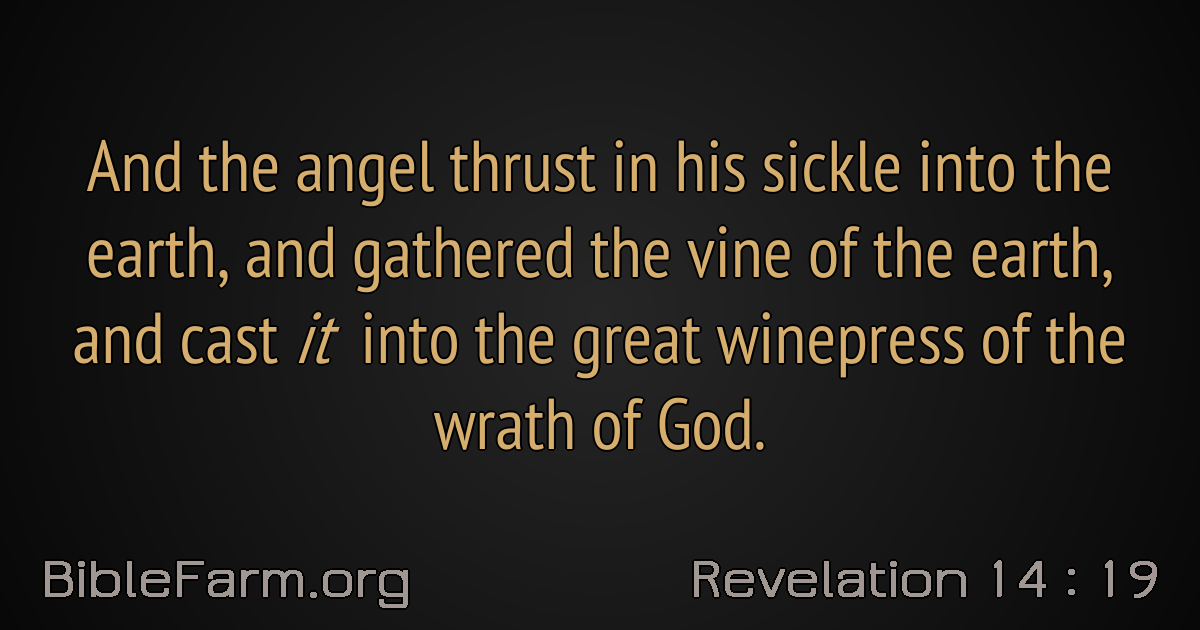 And the angel thrust in his sickle into the
earth, and gathered the vine of the earth,
and cast it into the great winepress of the
wrath of God.
BibleFarm.org
Revelation 14 : 19